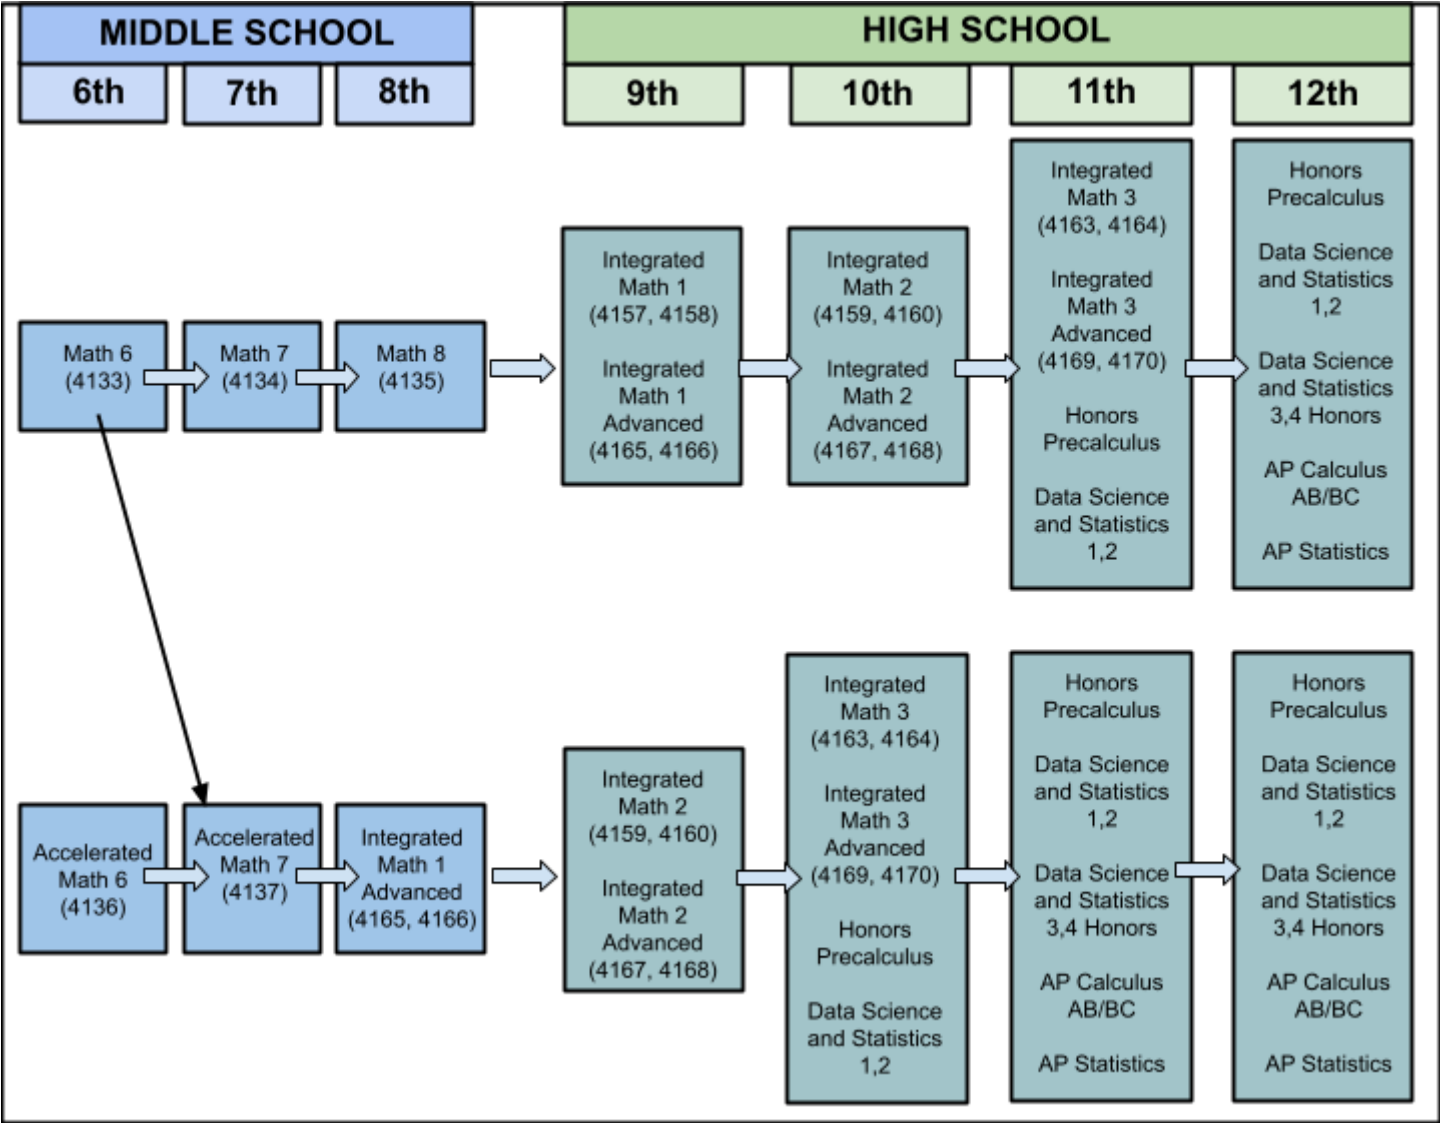 MIDDLE SCHOOL
HIGH SCHOOL
6th
7th
8th
9th
10th
11th
12th
Math 6
(4133)
Math 7
(4134)
Math 8
(4135)
Integrated
Math 1
(4157, 4158)
Integrated
Math 1
Advanced
(4165, 4166)
Integrated
Math 2
(4159, 4160)
Integrated
Math 2
Advanced
(4167, 4168)
Integrated
Math 3
(4163, 4164)
Integrated
Math 3
Advanced
(4169, 4170)
Honors
Precalculus
Data Science
and Statistics
1,2
Honors
Precalculus
Data Science
and Statistics
1,2
Data Science
and Statistics
3,4 Honors
AP Calculus
AB/BC
AP Statistics
Accelerated
Math 6
(4136)
Accelerated
Math 7
(4137)
Integrated
Math 1
Advanced
(4165, 4166)
Integrated
Math 2
(4159, 4160)
Integrated
Math 2
Advanced
(4167, 4168)
Integrated
Math 3
(4163, 4164)
Integrated
Math 3
Advanced
(4169, 4170)
Honors
Precalculus
Data Science
and Statistics
1,2
Honors
Precalculus
Data Science
and Statistics
1,2
Data Science
and Statistics
3,4 Honors
AP Calculus
AB/BC
AP Statistics
Honors
Precalculus
Data Science
and Statistics
1,2
Data Science
and Statistics
3,4 Honors
AP Calculus
AB/BC
AP Statistics